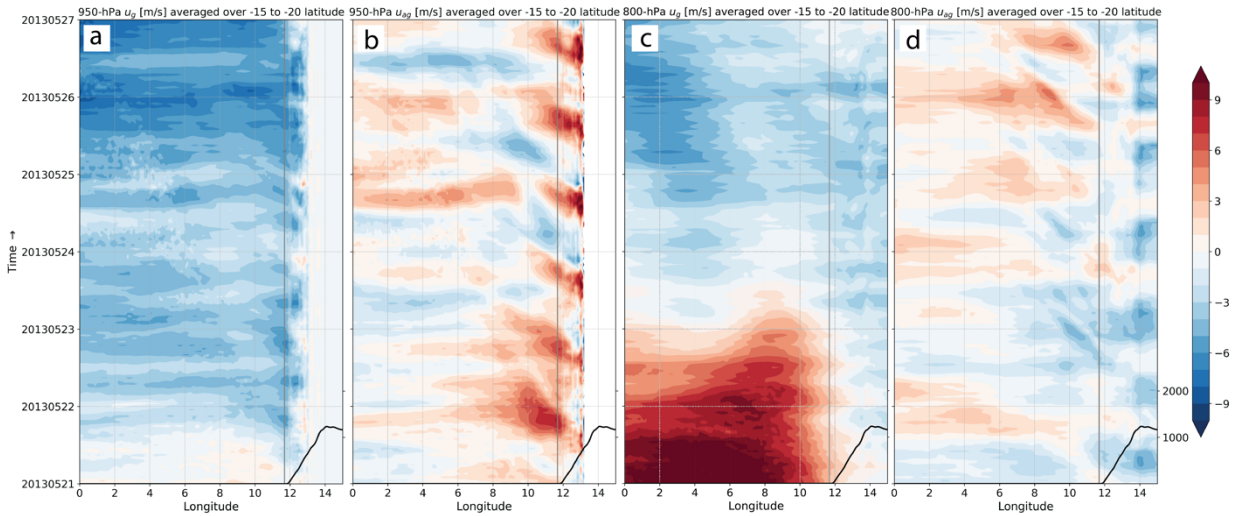 950-hPa ug [m/s] averaged over -15 to -20 latitude
950-hPa uag [m/s] averaged over -15 to -20 latitude
800-hPa ug [m/s] averaged over -15 to -20 latitude
800-hPa uag [m/s] averaged over -15 to -20 latitude
a
b
c
d
20130527
20130526
20130525
20130524
20130523
20130522
20130521
Time →
0 2 4 6 8 10 12 14
Longitude
0 2 4 6 8 10 12 14
Longitude
0 2 4 6 8 10 12 14
Longitude
0 2 4 6 8 10 12 14
Longitude
2000
1000
9
6
3
0
−3
−6
−9